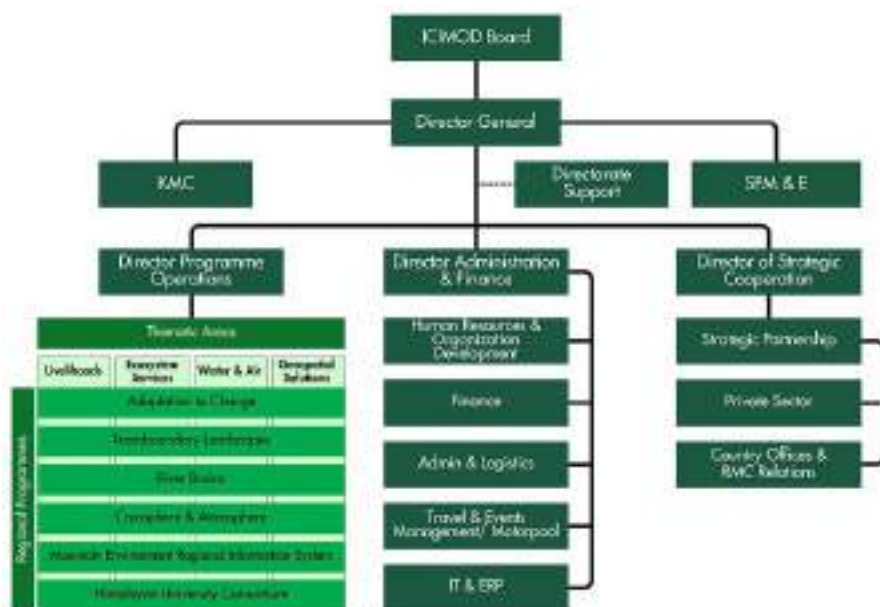 ICIMOD Board
Director General
KMC
Directorate
Support
SPM & E
Director Programme
Operations
Director Administration
& Finance
Director of Strategic
Cooperation
Thematic Areas
Livelihoods
Ecosystem
Services
Water & Air
Geospatial
Solutions
Regional Programmes
Adaptation to Change
Transboundary Landscapes
River Basins
Cryosphere & Atmosphere
Mountain Environment Regional Information System
Himalayan University Consortium
Human Resources &
Organization
Development
Finance
Admin & Logistics
Travel & Events
Management/ Motorpool
IT & ERP
Strategic Partnership
Private Sector
Country Offices &
RMC Relations